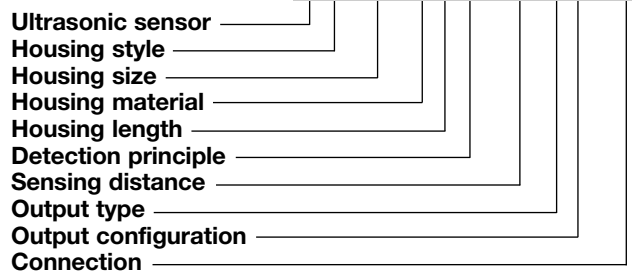 Ultrasonic sensor
Housing style
Housing size
Housing material
Housing length
Detection principle
Sensing distance
Output type
Output configuration
Connection